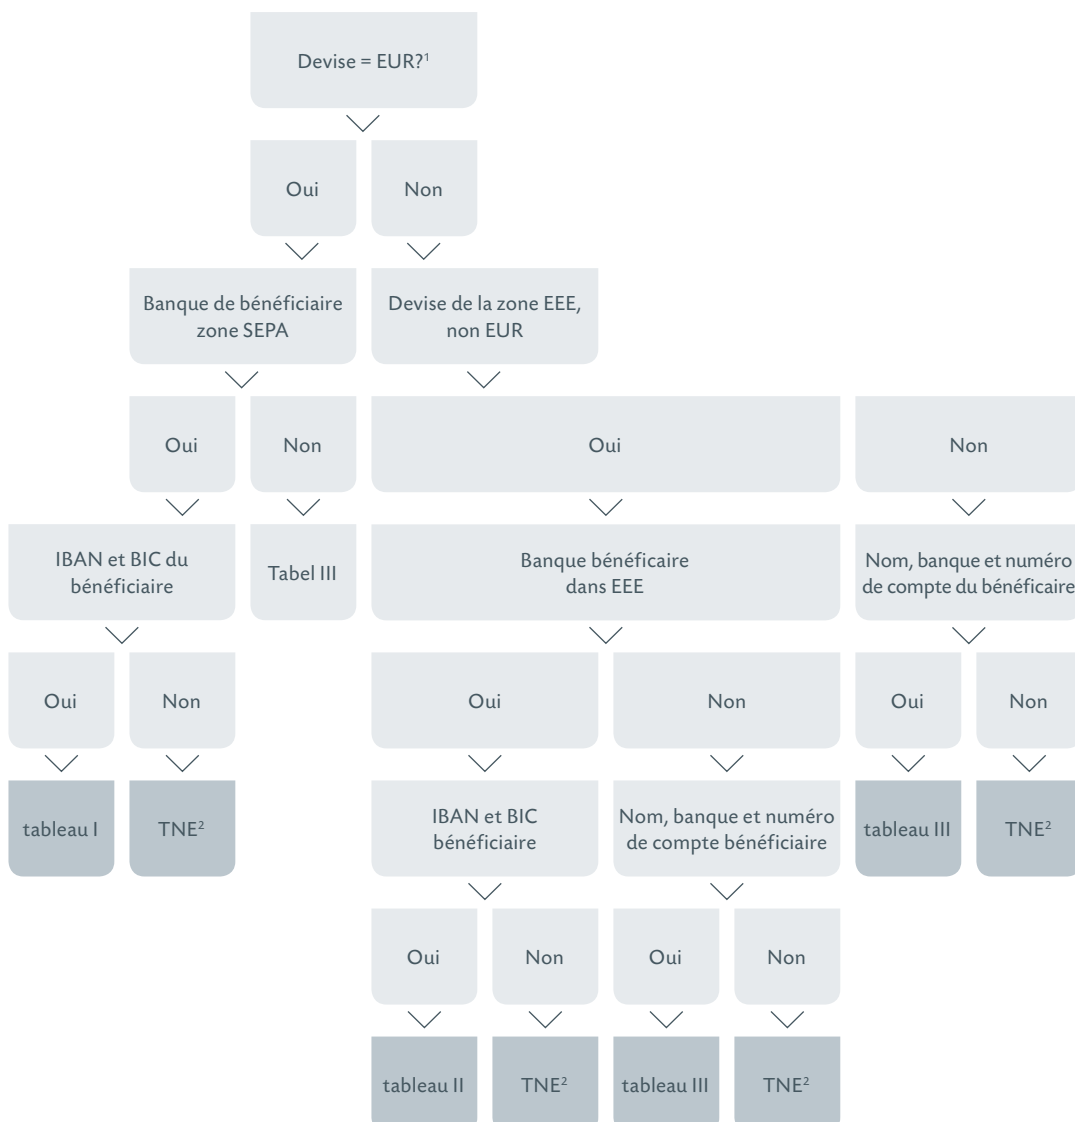 Devise = EUR?¹
Oui
Non
Banque de bénéficiaire
zone SEPA
Devise de la zone EEE,
non EUR
Oui
Non
Oui
Non
IBAN et BIC du
bénéficiaire
Tabel III
Banque bénéficaire
dans EEE
Nom, banque et numéro
de compte du bénéficaire
Oui
Non
Oui
Non
Oui
Non
tableau I
TNE²
IBAN et BIC
bénéficiaire
Nom, banque et numéro
de compte bénéficiaire
tableau III
TNE²
Oui
Non
Oui
Non
tableau II
TNE²
tableau III
TNE²